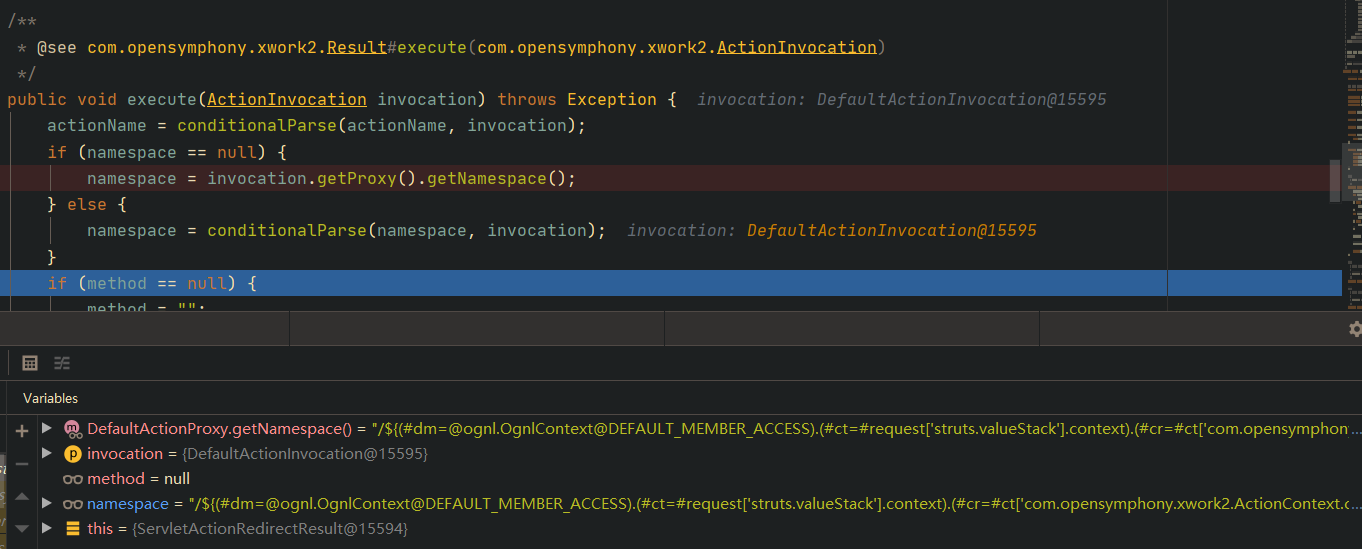 /**
 * @see com.opensymphony.xwork2.Result#execute(com.opensymphony.xwork2.ActionInvocation)
 */
public void execute(ActionInvocation invocation) throws Exception {  invocation: DefaultActionInvocation@15595
    actionName = conditionalParse(actionName, invocation);
    if (namespace == null) {
        namespace = invocation.getProxy().getNamespace();
    } else {
        namespace = conditionalParse(namespace, invocation);  invocation: DefaultActionInvocation@15595
    }
    if (method == null) {
        method = "";
Variables
DefaultActionProxy.getNamespace() = "/${(#dm=@ognl.OgnlContext@DEFAULT_MEMBER_ACCESS).(#ct=#request['struts.valueStack'].context).(#cr=#ct['com.opensymphony...
invocation = {DefaultActionInvocation@15595}
method = null
namespace = "/${(#dm=@ognl.OgnlContext@DEFAULT_MEMBER_ACCESS).(#ct=#request['struts.valueStack'].context).(#cr=#ct['com.opensymphony.xwork2.ActionContext.c...
this = {ServletActionRedirectResult@15594}